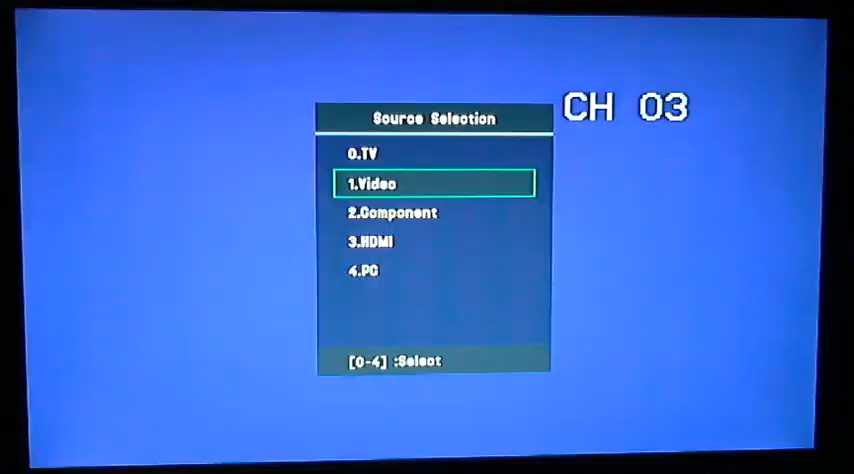 CH 03
Source Selection
0.TV
1.Video
2.Component
3.HDMI
4.PC
[0-4] :Select